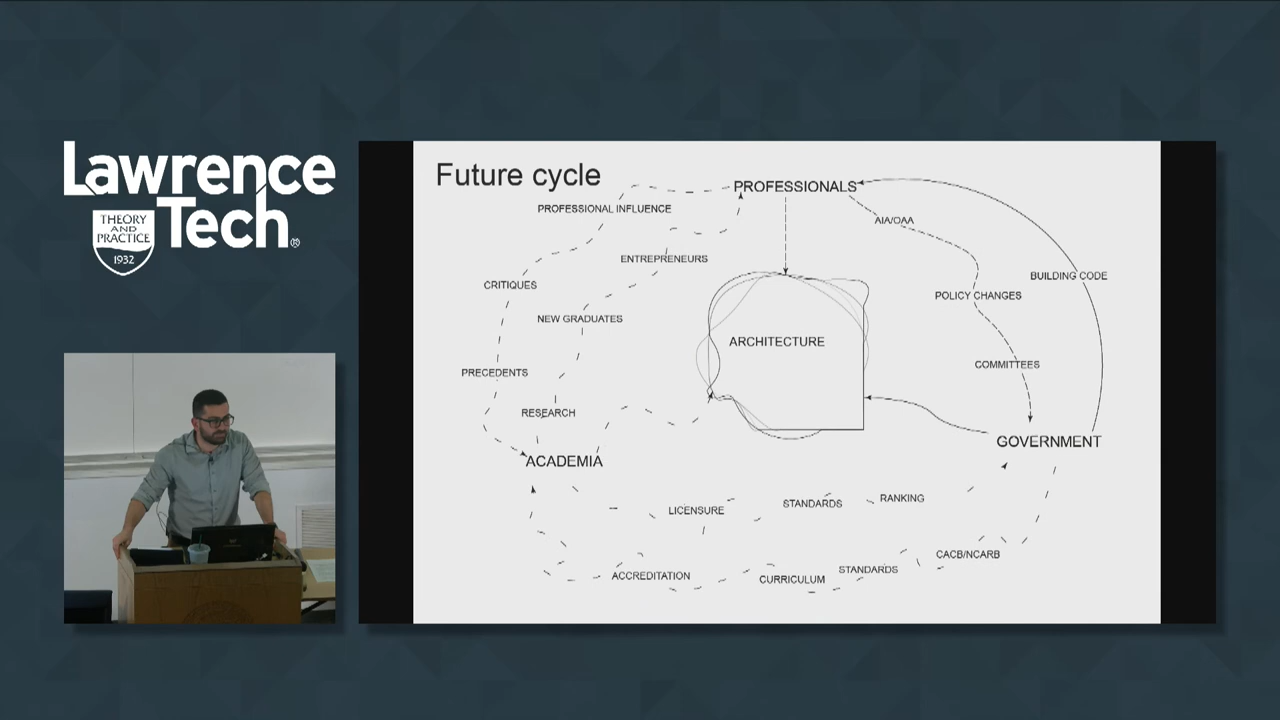 Lawrence
Tech®
THEORY
AND
PRACTICE
1932
Future cycle
PROFESSIONALS
PROFESSIONAL INFLUENCE
AIA/OAA
ENTREPRENEURS
BUILDING CODE
CRITIQUES
POLICY CHANGES
NEW GRADUATES
ARCHITECTURE
COMMITTEES
PRECEDENTS
RESEARCH
GOVERNMENT
ACADEMIA
LICENSURE
STANDARDS
RANKING
CACB/NCARB
ACCREDITATION
CURRICULUM
STANDARDS